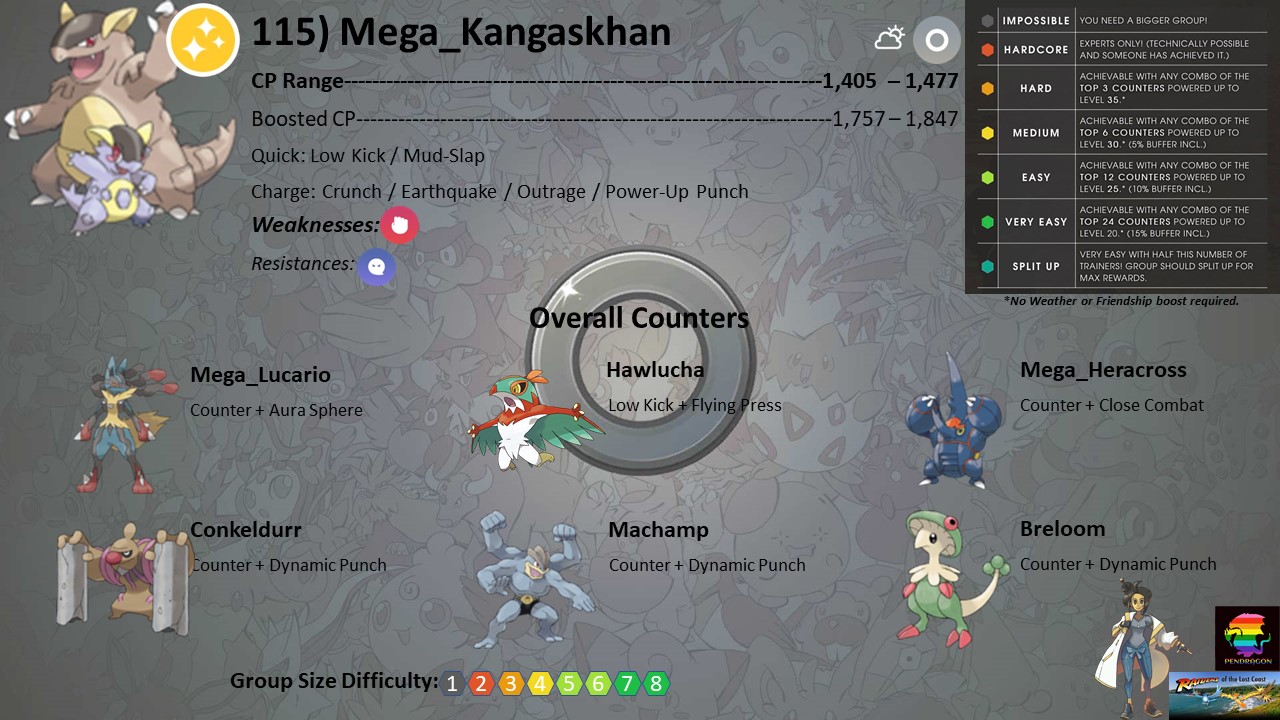 115) Mega_Kangaskhan
CP Range----------------------------------------------------------------------1,405 – 1,477
Boosted CP----------------------------------------------------------------------1,757 – 1,847
Quick: Low Kick / Mud-Slap
Charge: Crunch / Earthquake / Outrage / Power-Up Punch
Weaknesses:
Resistances:
IMPOSSIBLE YOU NEED A BIGGER GROUP!
HARDCORE EXPERTS ONLY! (TECHNICALLY POSSIBLE
AND SOMEONE HAS ACHIEVED IT.)
HARD ACHIEVABLE WITH ANY COMBO OF THE
TOP 3 COUNTERS POWERED UP TO
LEVEL 35.*
MEDIUM ACHIEVABLE WITH ANY COMBO OF THE
TOP 6 COUNTERS POWERED UP TO
LEVEL 30.* (5% BUFFER INCL.)
EASY ACHIEVABLE WITH ANY COMBO OF THE
TOP 12 COUNTERS POWERED UP TO
LEVEL 25.* (10% BUFFER INCL.)
VERY EASY ACHIEVABLE WITH ANY COMBO OF THE
TOP 24 COUNTERS POWERED UP TO
LEVEL 20.* (15% BUFFER INCL.)
SPLIT UP VERY EASY WITH HALF THIS NUMBER OF
TRAINERS! GROUP SHOULD SPLIT UP FOR
MAX REWARDS.
*No Weather or Friendship boost required.
Overall Counters
Mega_Lucario
Counter + Aura Sphere
Hawlucha
Low Kick + Flying Press
Mega_Heracross
Counter + Close Combat
Conkeldurr
Counter + Dynamic Punch
Machamp
Counter + Dynamic Punch
Breloom
Counter + Dynamic Punch
Group Size Difficulty: 1 2 3 4 5 6 7 8
PENDRAGON
RAIDERS of the Lost Coast